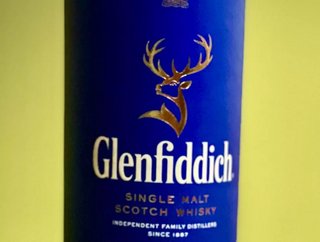 Glenfiddich
SINGLE MALT
SCOTCH WHISKY
INDEPENDENT FAMILY DISTILLERS
SINCE 1887